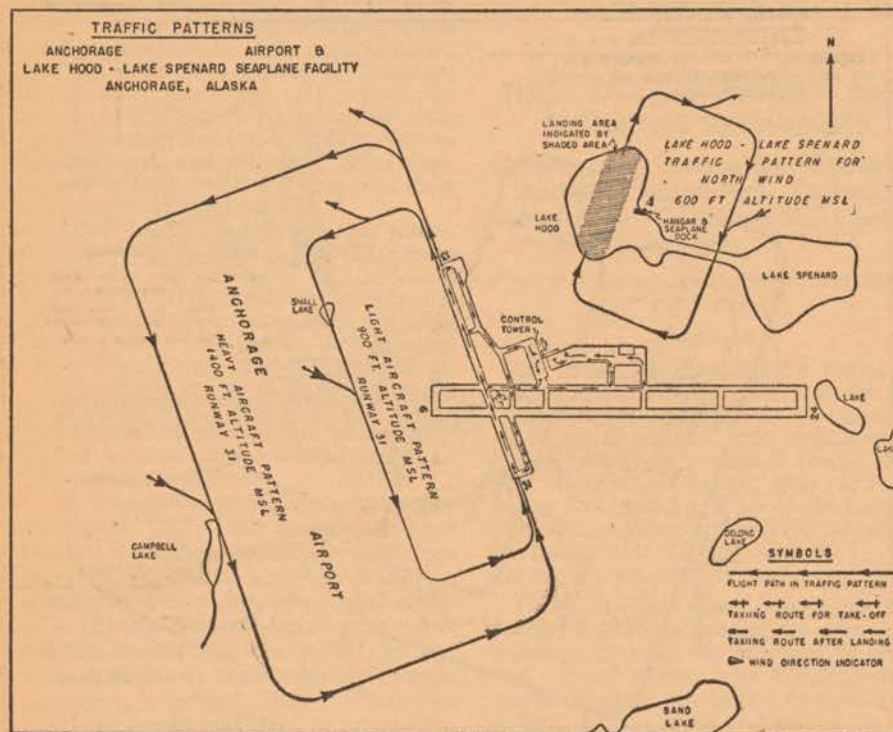 TRAFFIC PATTERNS
ANCHORAGE AIRPORT &
LAKE HOOD - LAKE SPENARD SEAPLANE FACILITY
ANCHORAGE, ALASKA
N
LANDING AREA
INDICATED BY
SHADED AREA
LAKE HOOD - LAKE SPENARD
TRAFFIC PATTERN FOR
NORTH WIND
600 FT ALTITUDE MSL
LAKE
HOOD
HANGAR &
SEAPLANE
DOCK
LAKE SPENARD
ANCHORAGE
HEAVY AIRCRAFT PATTERN
1400 FT. ALTITUDE MSL
RUNWAY 31
AIRPORT
SMALL
LAKE
LIGHT AIRCRAFT PATTERN
900 FT. ALTITUDE MSL
RUNWAY 31
13
CONTROL
TOWER
6
24
31
LAKE
LAKE
CAMPBELL
LAKE
DELONG
LAKE
SYMBOLS
FLIGHT PATH IN TRAFFIC PATTERN
TAXIING ROUTE FOR TAKE-OFF
TAXIING ROUTE AFTER LANDING
WIND DIRECTION INDICATOR
SAND
LAKE